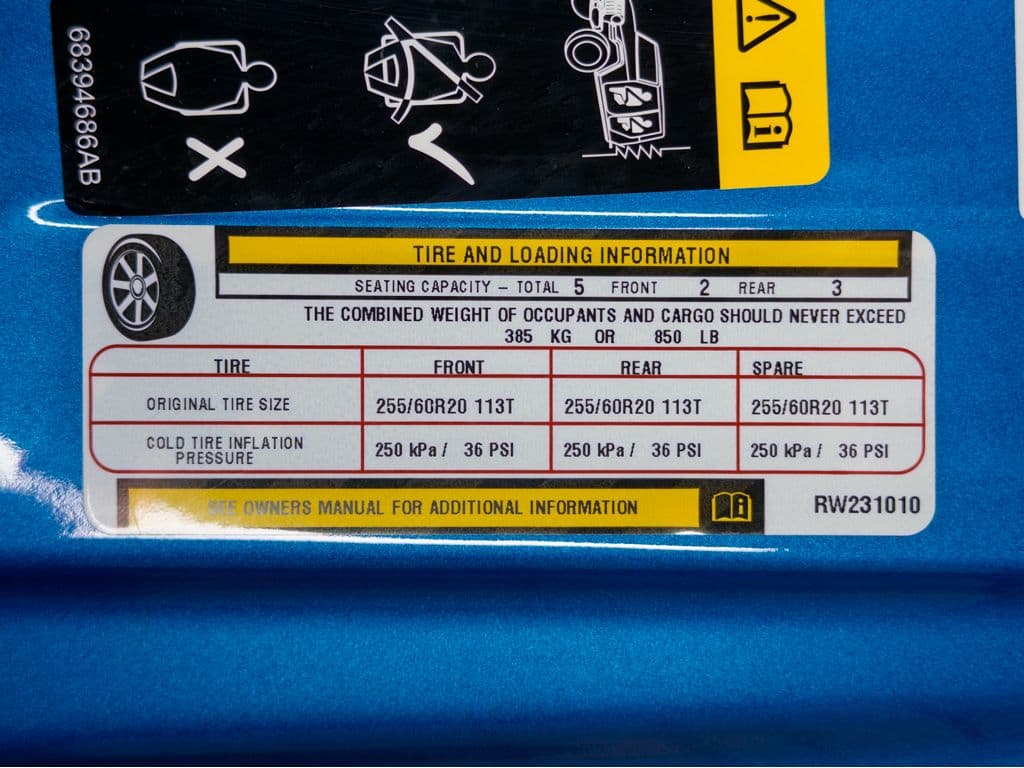 68394686AB
TIRE AND LOADING INFORMATION
SEATING CAPACITY – TOTAL 5 FRONT 2 REAR 3
THE COMBINED WEIGHT OF OCCUPANTS AND CARGO SHOULD NEVER EXCEED
385 KG OR 850 LB
TIRE FRONT REAR SPARE
ORIGINAL TIRE SIZE 255/60R20 113T 255/60R20 113T 255/60R20 113T
COLD TIRE INFLATION
PRESSURE 250 kPa / 36 PSI 250 kPa / 36 PSI 250 kPa / 36 PSI
SEE OWNERS MANUAL FOR ADDITIONAL INFORMATION
RW231010